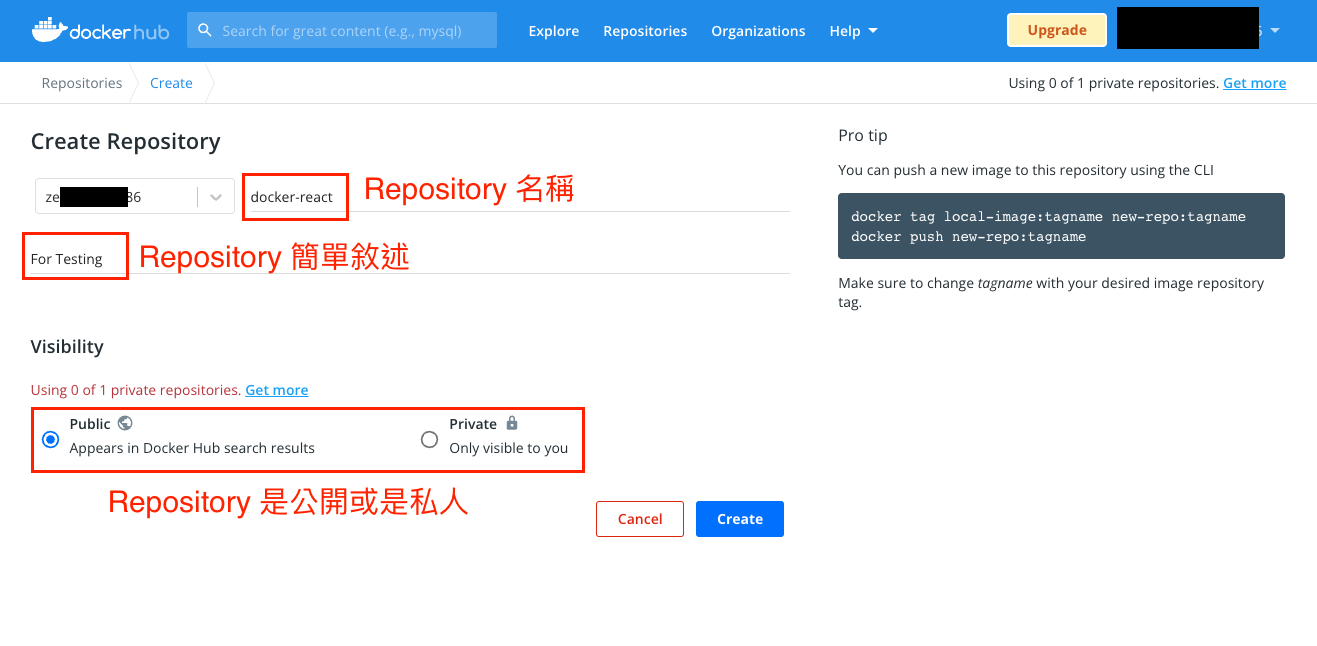 docker hub
Search for great content (e.g., mysql)
Explore
Repositories
Organizations
Help
Upgrade
Repositories
Create
Using 0 of 1 private repositories. Get more
Create Repository
docker-react
Repository 名稱
For Testing
Repository 簡單敘述
Visibility
Using 0 of 1 private repositories. Get more
Public
Appears in Docker Hub search results
Private
Only visible to you
Repository 是公開或是私人
Cancel
Create
Pro tip
You can push a new image to this repository using the CLI
docker tag local-image:tagname new-repo:tagname
docker push new-repo:tagname
Make sure to change tagname with your desired image repository
tag.